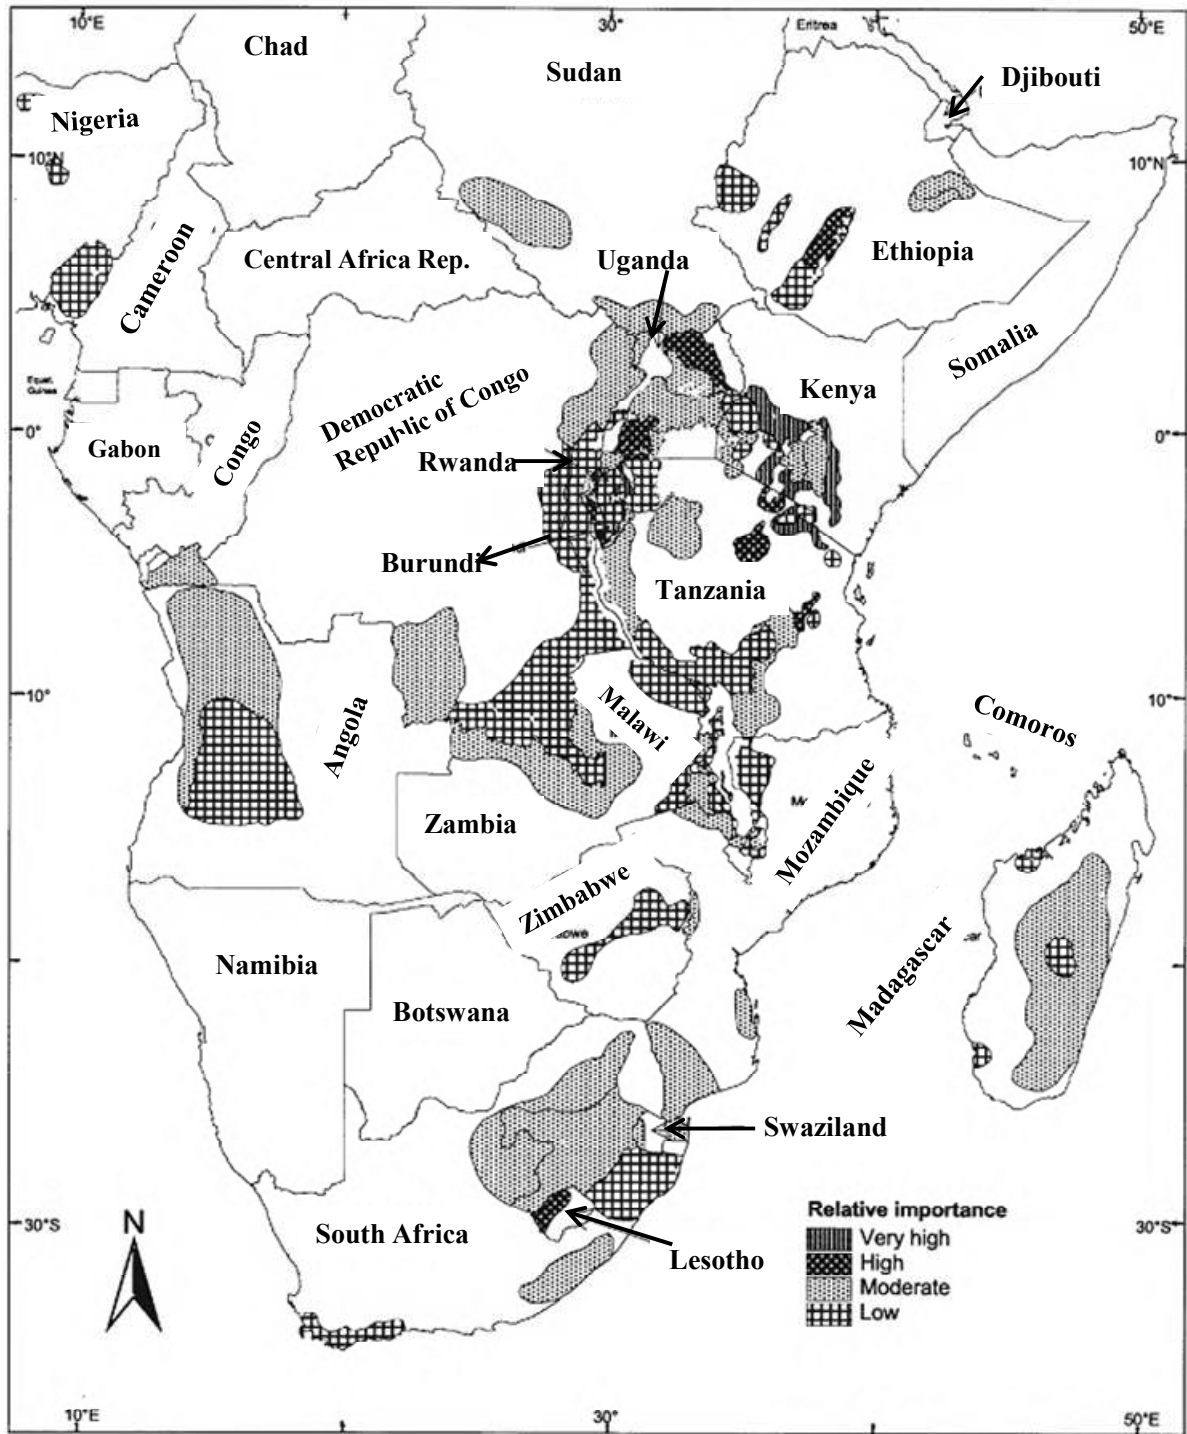 10°E
30°
50°E
Chad
Sudan
Eritrea
Djibouti
Nigeria
10°N
10°N
Cameroon
Central Africa Rep.
Uganda
Ethiopia
Somalia
Equat.
Guinea
Democratic
Republic of Congo
Kenya
0°
0°
Gabon
Congo
Rwanda
Burundi
Tanzania
10°
10°
Angola
Malawi
Comoros
Zambia
Mozambique
Zimbabwe
Namibia
Botswana
Madagascar
Swaziland
South Africa
Lesotho
30°S
30°S
N
Relative importance
Very high
High
Moderate
Low
10°E
30°
50°E